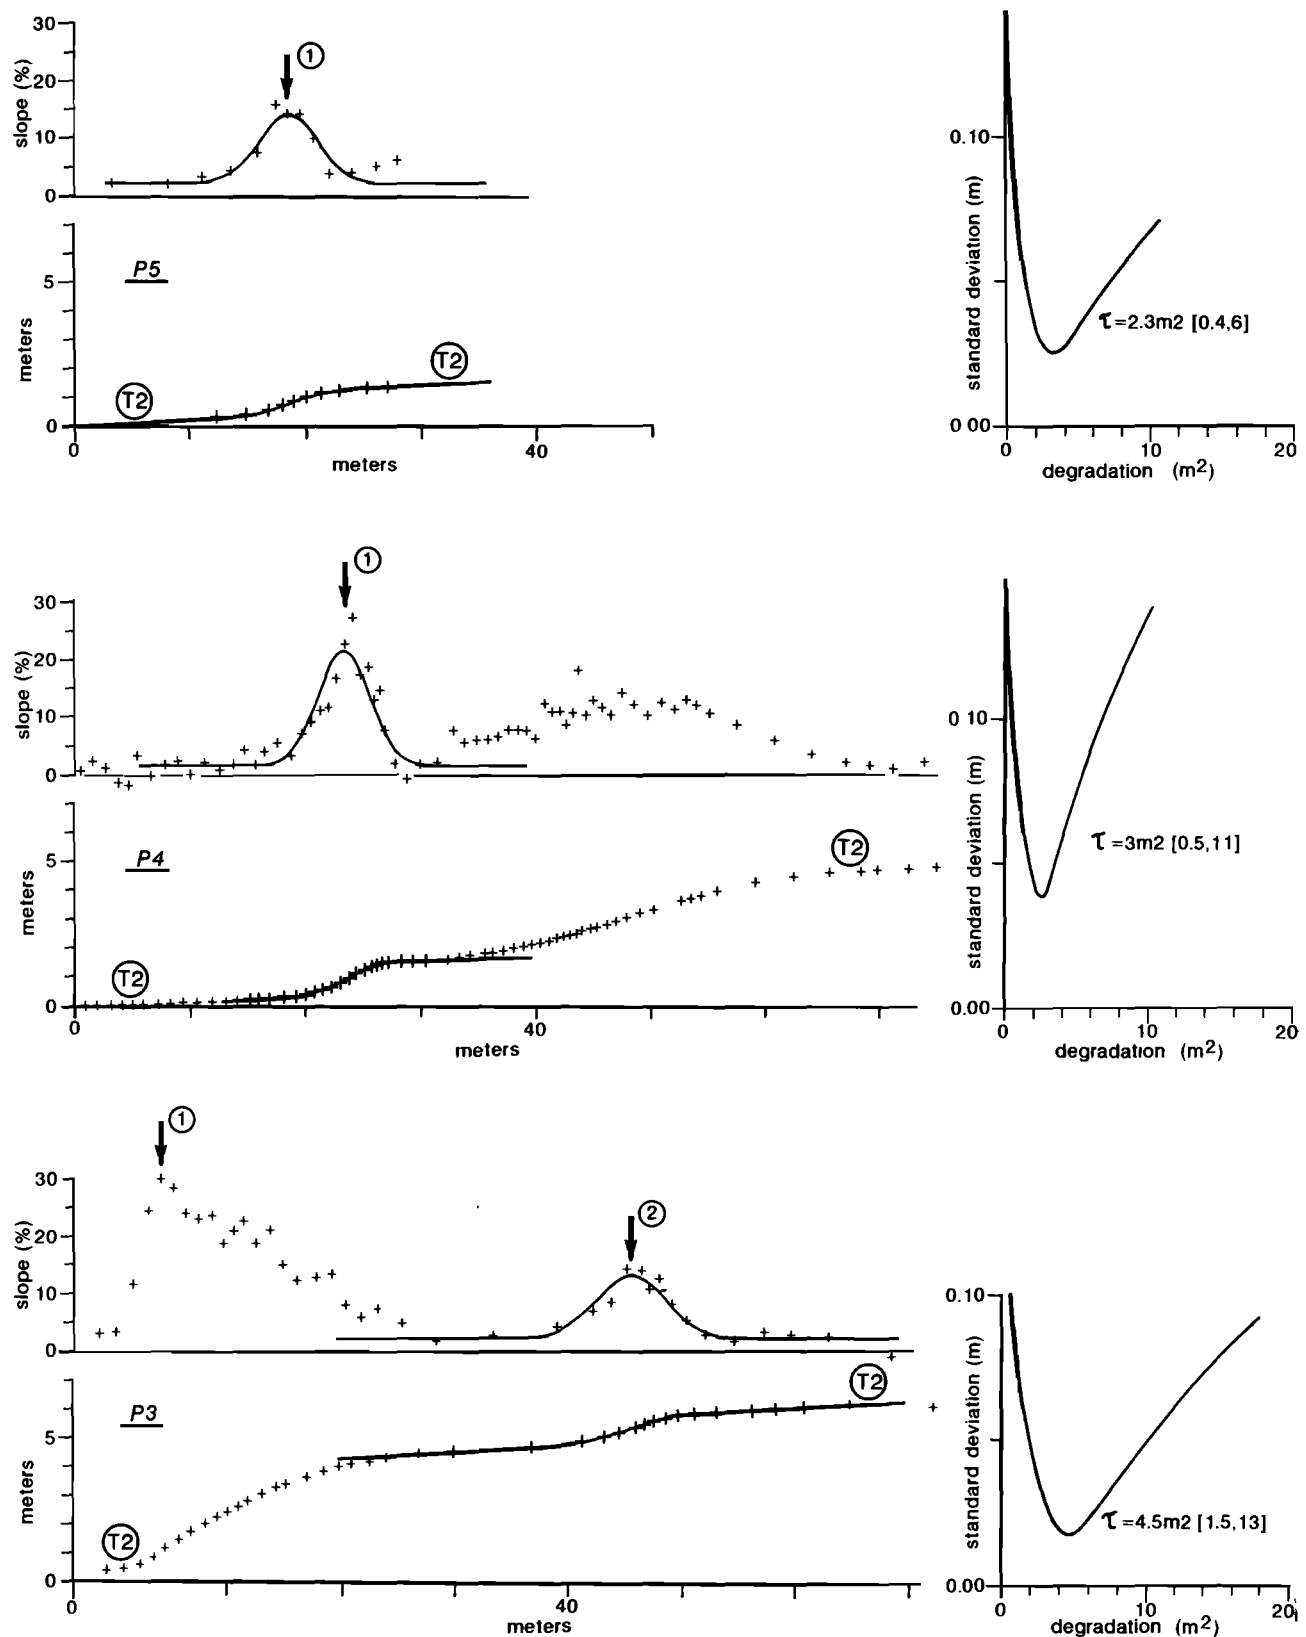 30
20
10
0
slope (%)
1
P5
5
0
meters
T2
T2
0
40
meters
0.10
0 00
standard deviation (m)
τ=2.3m2 [0.4,6]
0
10
20
degradation (m2)
30
20
10
0
slope (%)
1
P4
5
0
meters
T2
T2
0
40
meters
0.10
0.00
standard deviation (m)
τ=3m2 [0.5,11]
0
10
20
degradation (m2)
30
20
10
0
slope (%)
1
2
P3
5
0
meters
T2
T2
0
40
meters
0.10
0.00
standard deviation (m)
τ=4.5m2 [1.5,13]
0
10
20
degradation (m2)